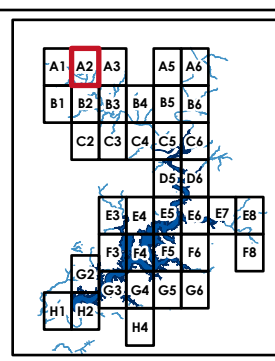 A1 A2 A3 A5 A6
B1 B2 B3 B4 B5 B6
C2 C3 C4 C5 C6
D5 D6
E3 E4 E5 E6 E7 E8
F3 F4 F5 F6 F8
G2 G3 G4 G5 G6
H1 H2
H4